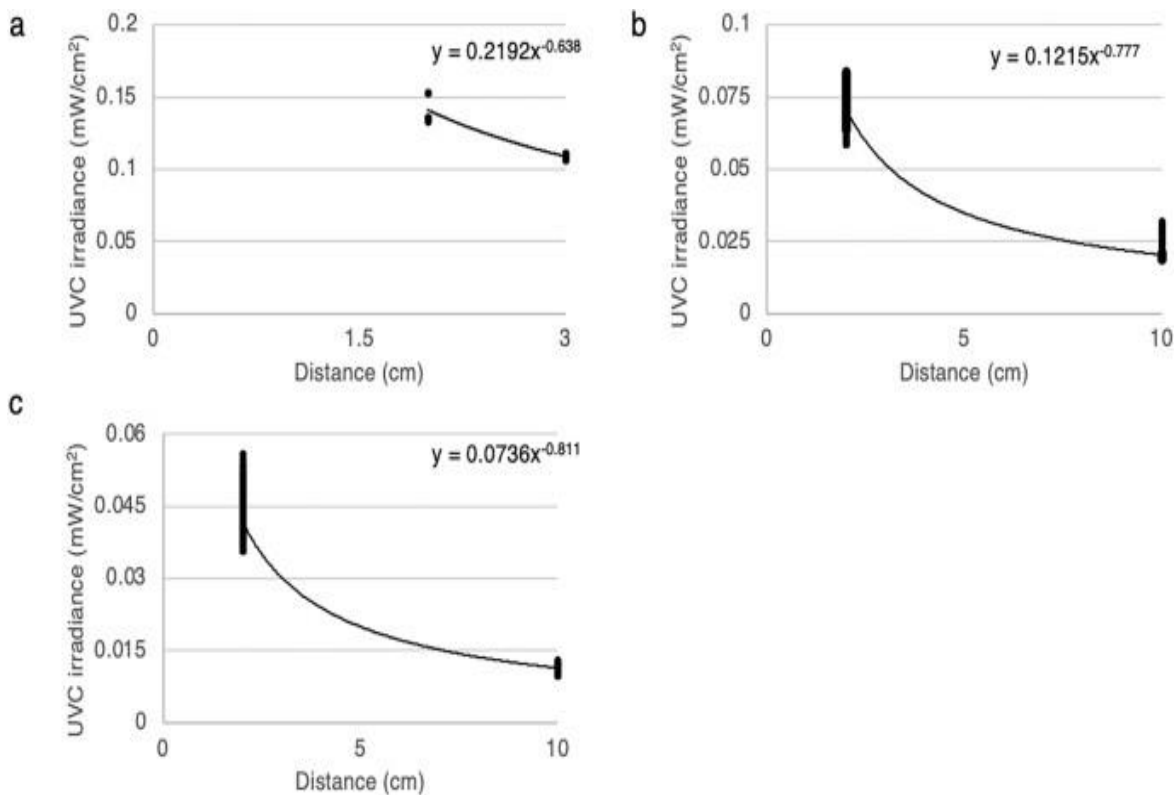 a
UVC irradiance (mW/cm²)
0.2
0.15
0.1
0.05
0
y = 0.2192x^-0.638
0
1.5
3
Distance (cm)
b
UVC irradiance (mW/cm²)
0.1
0.075
0.05
0.025
0
y = 0.1215x^-0.777
0
5
10
Distance (cm)
c
UVC irradiance (mW/cm²)
0.06
0.045
0.03
0.015
0
y = 0.0736x^-0.811
0
5
10
Distance (cm)